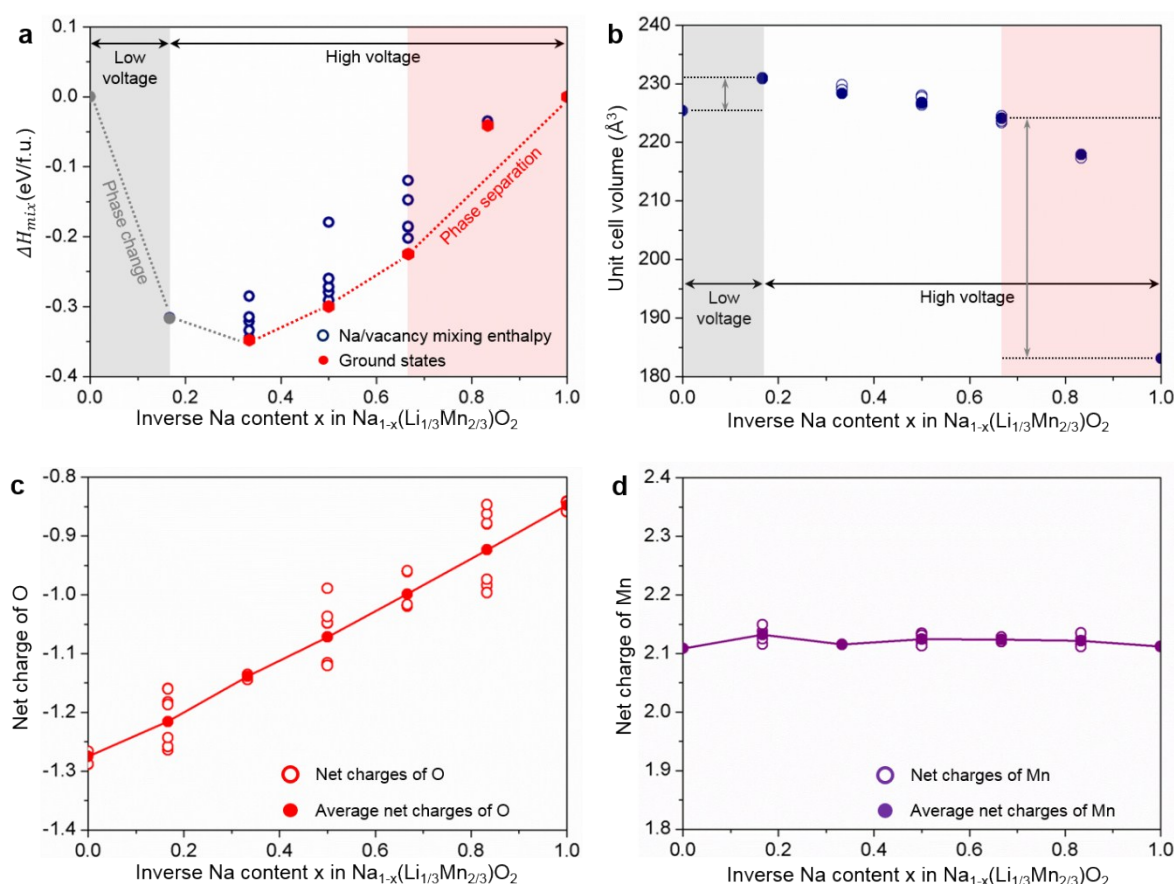 a
0.1
0.0
-0.1
-0.2
-0.3
-0.4
ΔHmix(eV/f.u.)
Low
voltage
High voltage
Phase change
Phase separation
Na/vacancy mixing enthalpy
Ground states
0.0 0.2 0.4 0.6 0.8 1.0
Inverse Na content x in Na1-x(Li1/3Mn2/3)O2
b
240
230
220
210
200
190
180
Unit cell volume (Å3)
Low
voltage
High voltage
0.0 0.2 0.4 0.6 0.8 1.0
Inverse Na content x in Na1-x(Li1/3Mn2/3)O2
c
-0.8
-0.9
-1.0
-1.1
-1.2
-1.3
-1.4
Net charge of O
Net charges of O
Average net charges of O
0.0 0.2 0.4 0.6 0.8 1.0
Inverse Na content x in Na1-x(Li1/3Mn2/3)O2
d
2.4
2.3
2.2
2.1
2.0
1.9
1.8
Net charge of Mn
Net charges of Mn
Average net charges of Mn
0.0 0.2 0.4 0.6 0.8 1.0
Inverse Na content x in Na1-x(Li1/3Mn2/3)O2